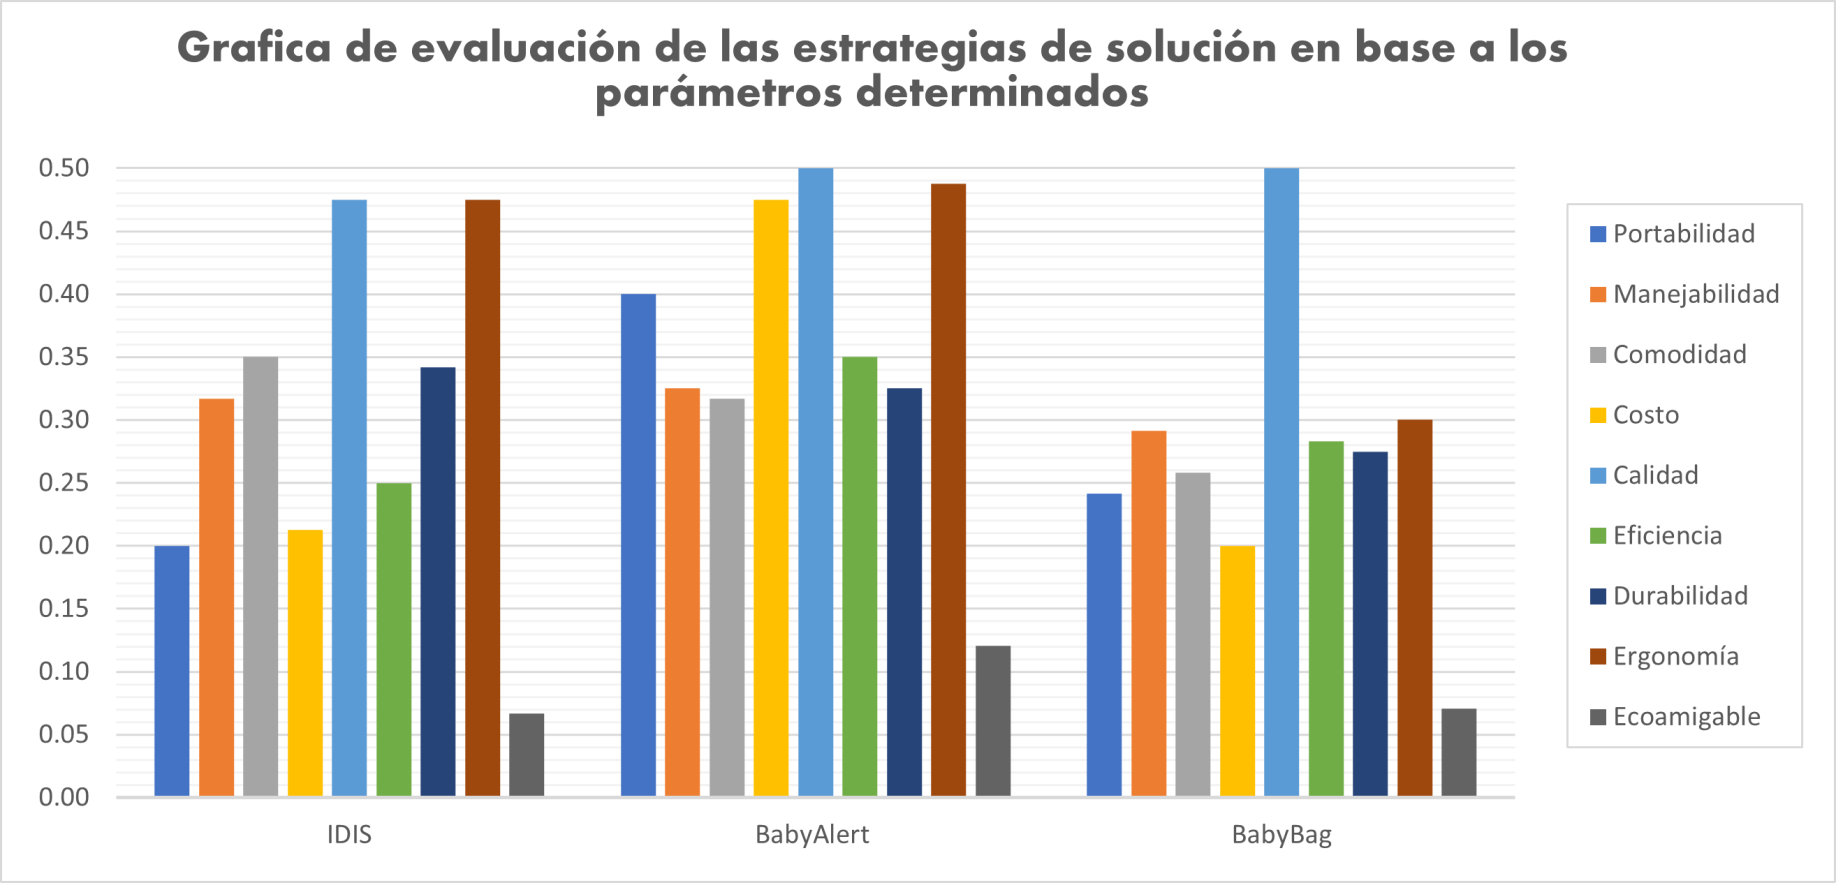 Grafica de evaluación de las estrategias de solución en base a los
parámetros determinados
0.50
0.45
0.40
0.35
0.30
0.25
0.20
0.15
0.10
0.05
0.00
IDIS
BabyAlert
BabyBag
Portabilidad
Manejabilidad
Comodidad
Costo
Calidad
Eficiencia
Durabilidad
Ergonomía
Ecoamigable